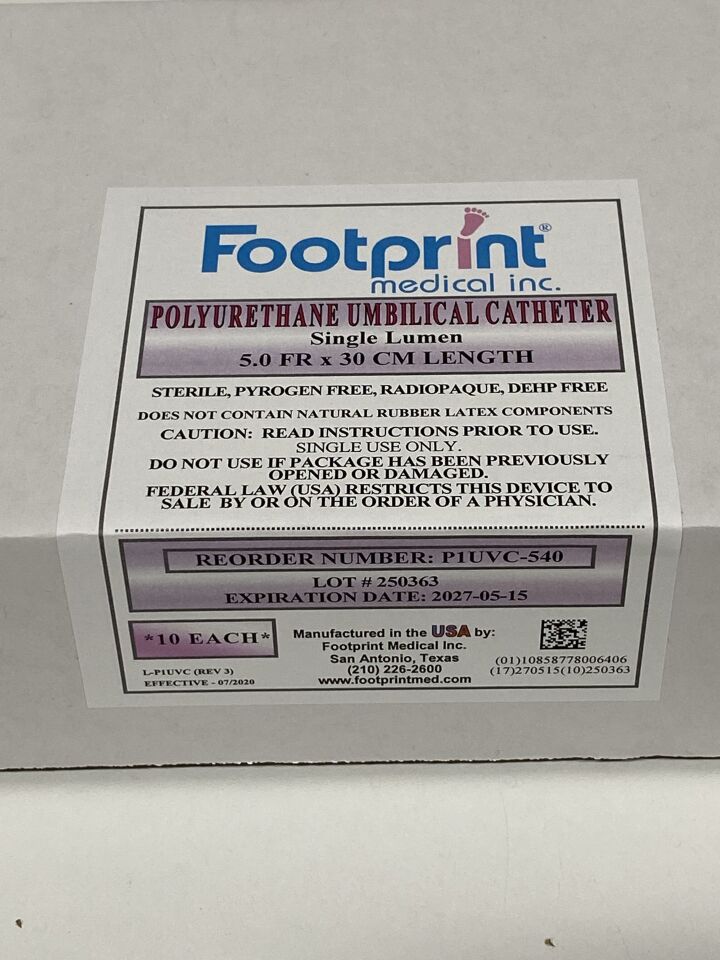 Footprint®
medical inc.
POLYURETHANE UMBILICAL CATHETER
Single Lumen
5.0 FR x 30 CM LENGTH
STERILE, PYROGEN FREE, RADIOPAQUE, DEHP FREE
DOES NOT CONTAIN NATURAL RUBBER LATEX COMPONENTS
CAUTION: READ INSTRUCTIONS PRIOR TO USE.
SINGLE USE ONLY.
DO NOT USE IF PACKAGE HAS BEEN PREVIOUSLY
OPENED OR DAMAGED.
FEDERAL LAW (USA) RESTRICTS THIS DEVICE TO
SALE BY OR ON THE ORDER OF A PHYSICIAN.
REORDER NUMBER: P1UVC-540
LOT # 250363
EXPIRATION DATE: 2027-05-15
*10 EACH*
L-P1UVC (REV 3)
EFFECTIVE - 07/2020
Manufactured in the USA by:
Footprint Medical Inc.
San Antonio, Texas
(210) 226-2600
www.footprintmed.com
(01)10858778006406
(17)270515(10)250363